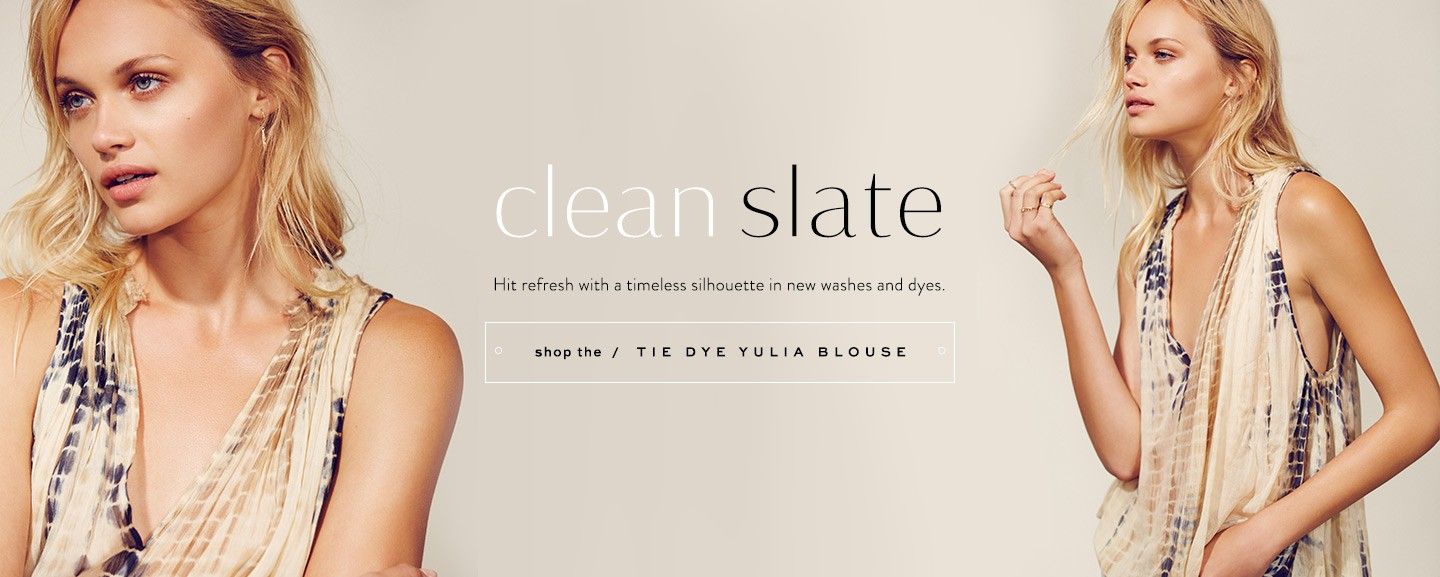 clean slate
Hit refresh with a timeless silhouette in new washes and dyes.
shop the / TIE DYE YULIA BLOUSE